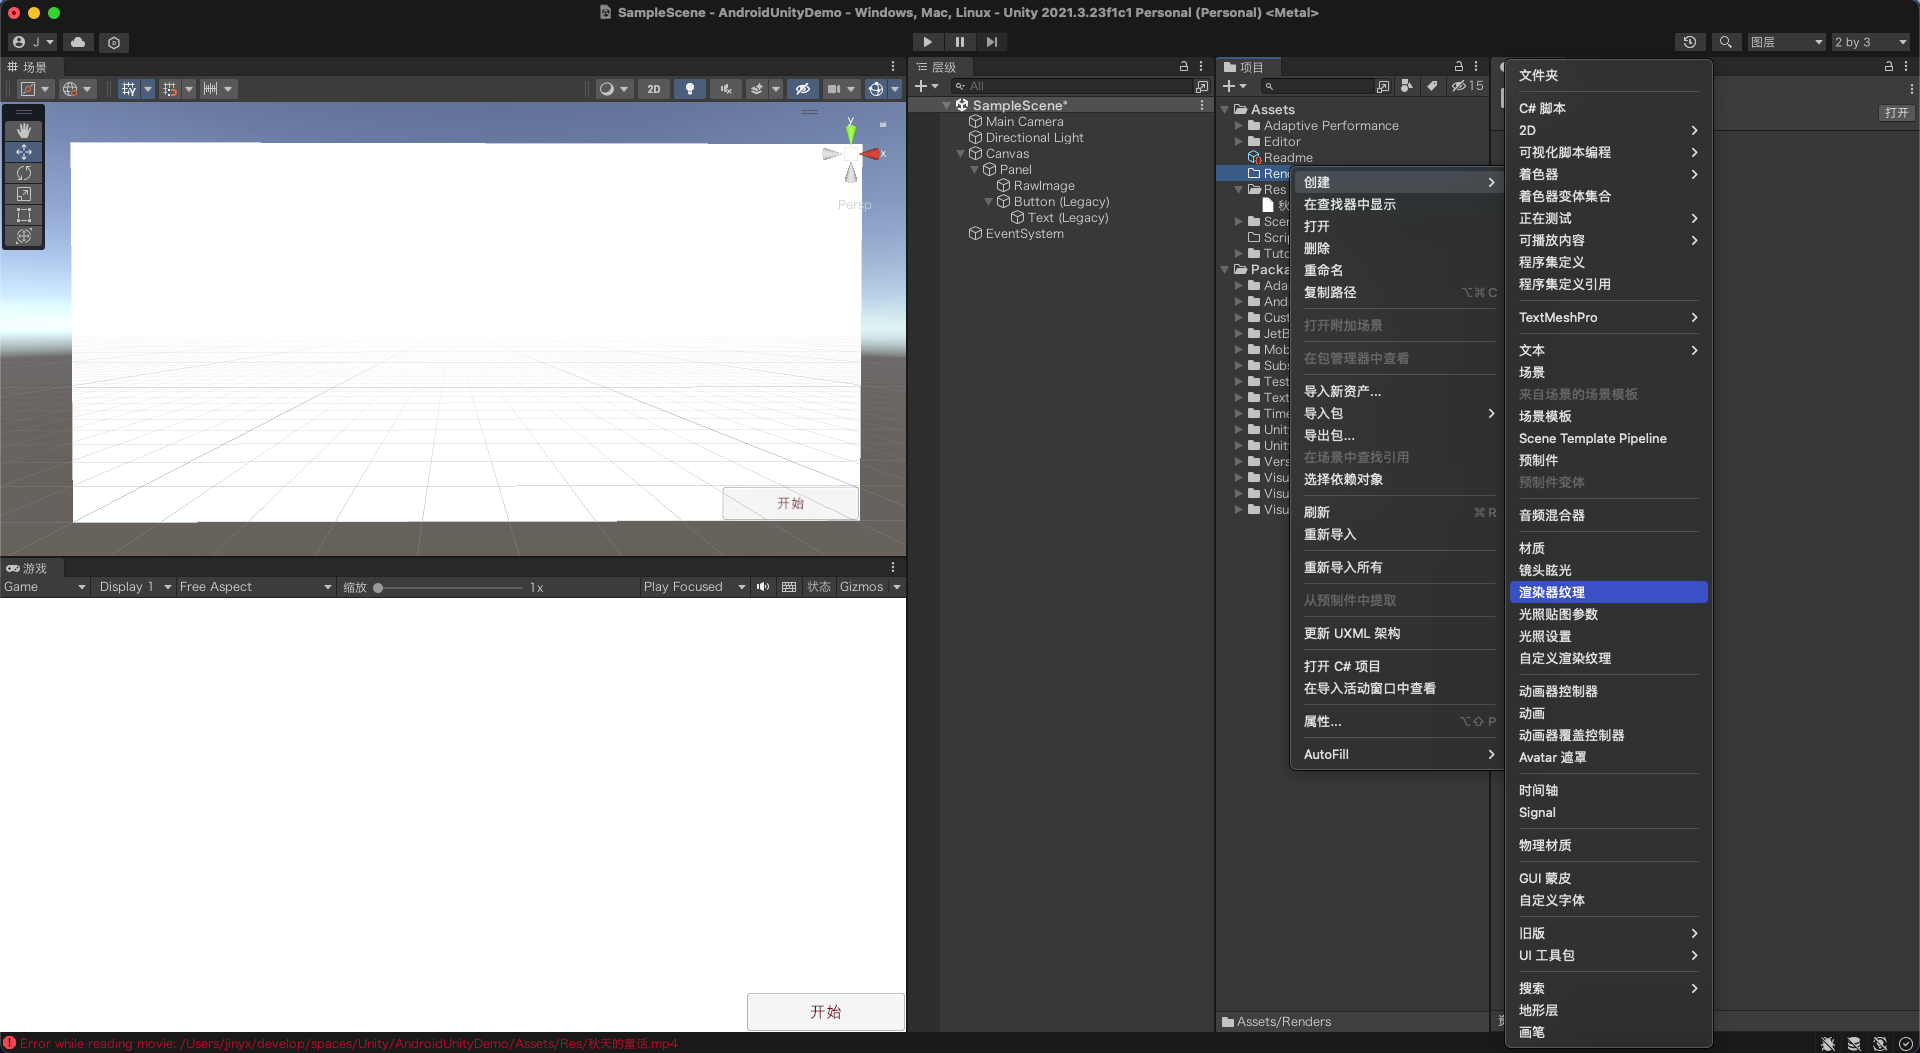 SampleScene - AndroidUnityDemo - Windows, Mac, Linux - Unity 2021.3.23f1c1 Personal (Personal) <Metal>
J
图层
2 by 3
场景
2D
y
x
Persp
开始
层级
All
SampleScene*
Main Camera
Directional Light
Canvas
Panel
RawImage
Button (Legacy)
Text (Legacy)
EventSystem
项目
15
Assets
Adaptive Performance
Editor
Readme
Ren
Res
秋
Scen
Scrip
Tuto
Packa
Ada
And
Cust
JetB
Mob
Subs
Test
Text
Time
Unit
Unit
Vers
Visu
Visu
Visu
Assets/Renders
创建
在查找器中显示
打开
删除
重命名
复制路径 ⌥⌘C
打开附加场景
在包管理器中查看
导入新资产...
导入包
导出包...
在场景中查找引用
选择依赖对象
刷新 ⌘R
重新导入
重新导入所有
从预制件中提取
更新 UXML 架构
打开 C# 项目
在导入活动窗口中查看
属性... ⌥⇧P
AutoFill
文件夹
C# 脚本
2D
可视化脚本编程
着色器
着色器变体集合
正在测试
可播放内容
程序集定义
程序集定义引用
TextMeshPro
文本
场景
来自场景的场景模板
场景模板
Scene Template Pipeline
预制件
预制件变体
音频混合器
材质
镜头眩光
渲染器纹理
光照贴图参数
光照设置
自定义渲染纹理
动画器控制器
动画
动画器覆盖控制器
Avatar 遮罩
时间轴
Signal
物理材质
GUI 蒙皮
自定义字体
旧版
UI 工具包
搜索
地形层
画笔
打开
游戏
Game
Display 1
Free Aspect
缩放
1x
Play Focused
状态
Gizmos
开始
Error while reading movie: /Users/jinyx/develop/spaces/Unity/AndroidUnityDemo/Assets/Res/秋天的童话.mp4